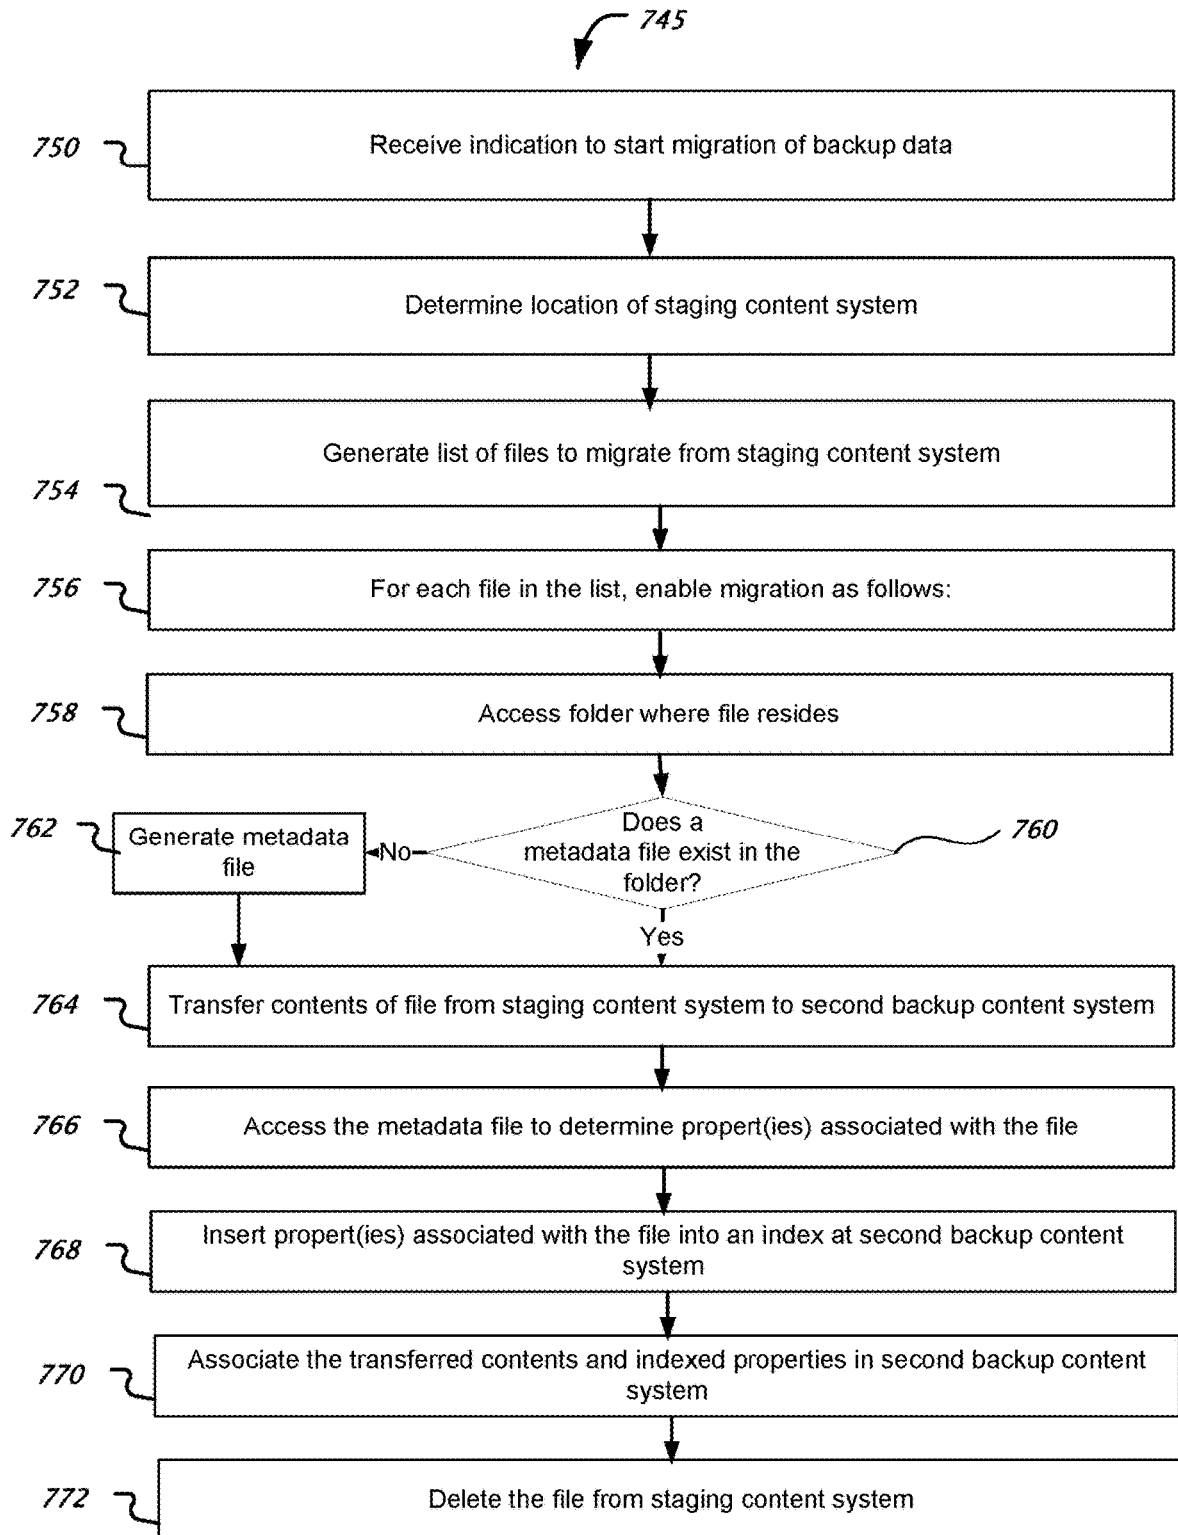 745
750
Receive indication to start migration of backup data
752
Determine location of staging content system
Generate list of files to migrate from staging content system
754
756
For each file in the list, enable migration as follows:
758
Access folder where file resides
762
Generate metadata
file
No
Does a
metadata file exist in the
folder?
760
Yes
764
Transfer contents of file from staging content system to second backup content system
766
Access the metadata file to determine propert(ies) associated with the file
768
Insert propert(ies) associated with the file into an index at second backup content
system
770
Associate the transferred contents and indexed properties in second backup content
system
772
Delete the file from staging content system